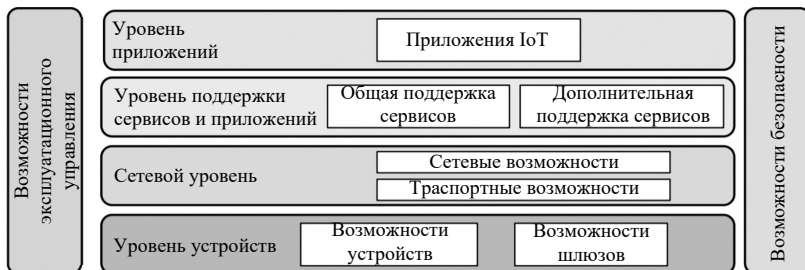 Возможности
эксплуатационного
управления
Уровень
приложений
Приложения IoT
Уровень поддержки
сервисов и приложений
Общая поддержка
сервисов
Дополнительная
поддержка сервисов
Сетевой уровень
Сетевые возможности
Траспортные возможности
Уровень устройств
Возможности
устройств
Возможности
шлюзов
Возможности безопасности